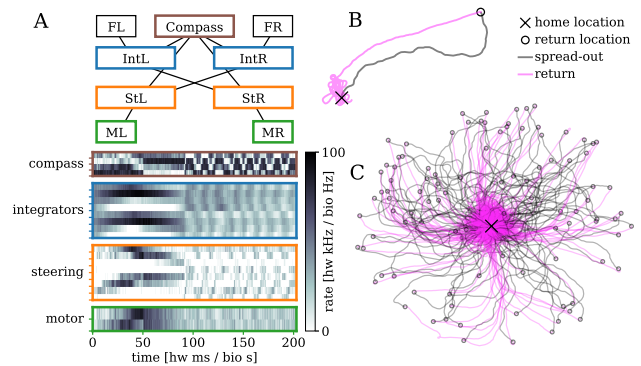 A
FL
Compass
FR
IntL
IntR
StL
StR
ML
MR
compass
integrators
steering
motor
0
50
100
150
200
time [hw ms / bio s]
100
0
rate [hw kHz / bio Hz]
B
home location
return location
spread-out
return
C